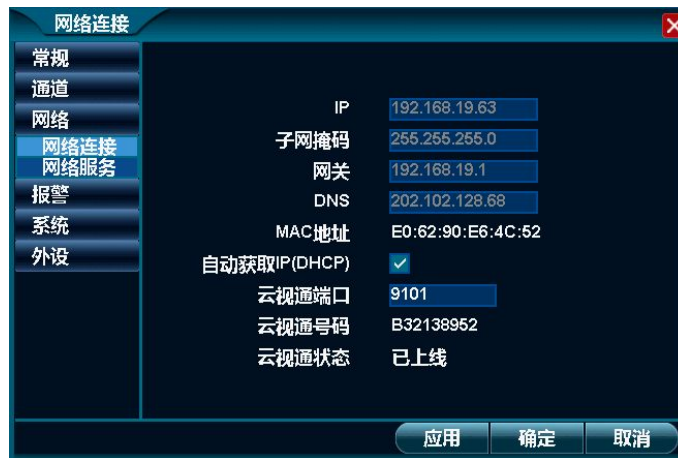 网络连接
常规
通道
网络
网络连接
网络服务
报警
系统
外设
IP 192.168.19.63
子网掩码 255.255.255.0
网关 192.168.19.1
DNS 202.102.128.68
MAC地址 E0:62:90:E6:4C:52
自动获取IP(DHCP)
云视通端口 9101
云视通号码 B32138952
云视通状态 已上线
应用 确定 取消